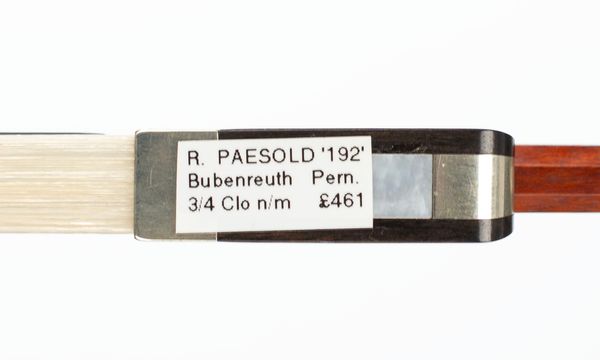 R. PAESOLD '192'
Bubenreuth Pern.
3/4 Clo n/m £461